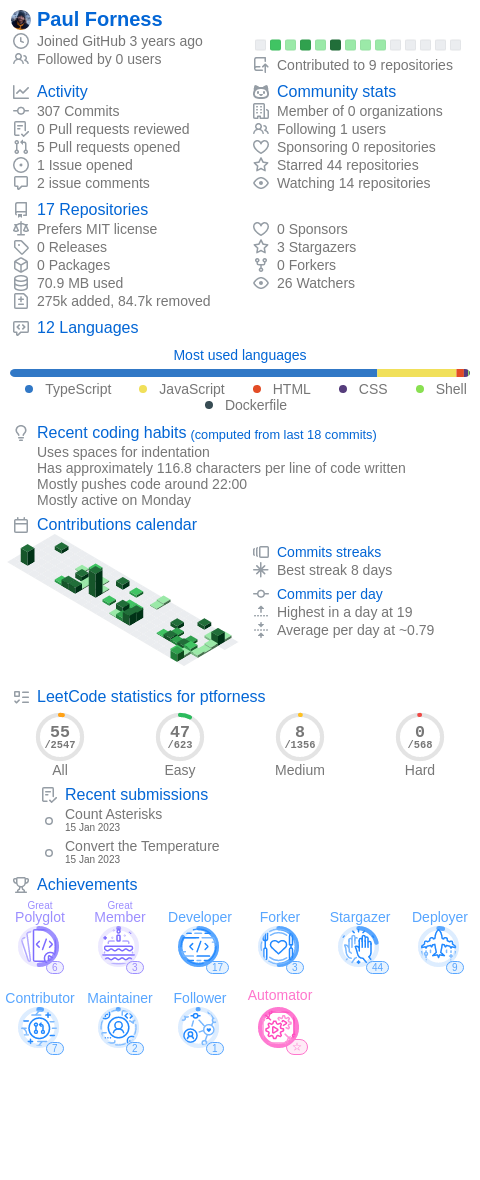 Paul Forness
Joined GitHub 3 years ago
Followed by 0 users
Contributed to 9 repositories
Activity
307 Commits
0 Pull requests reviewed
5 Pull requests opened
1 Issue opened
2 issue comments
Community stats
Member of 0 organizations
Following 1 users
Sponsoring 0 repositories
Starred 44 repositories
Watching 14 repositories
17 Repositories
Prefers MIT license
0 Releases
0 Packages
70.9 MB used
275k added, 84.7k removed
0 Sponsors
3 Stargazers
0 Forkers
26 Watchers
12 Languages
Most used languages
TypeScript JavaScript HTML CSS Shell
Dockerfile
Recent coding habits (computed from last 18 commits)
Uses spaces for indentation
Has approximately 116.8 characters per line of code written
Mostly pushes code around 22:00
Mostly active on Monday
Contributions calendar
Commits streaks
Best streak 8 days
Commits per day
Highest in a day at 19
Average per day at ~0.79
LeetCode statistics for ptforness
55 47 8 0
/2547 /623 /1356 /568
All Easy Medium Hard
Recent submissions
Count Asterisks
15 Jan 2023
Convert the Temperature
15 Jan 2023
Achievements
Great Great
Polyglot Member Developer Forker Stargazer Deployer
6 3 17 3 44 9
Contributor Maintainer Follower Automator
7 2 1 ☆